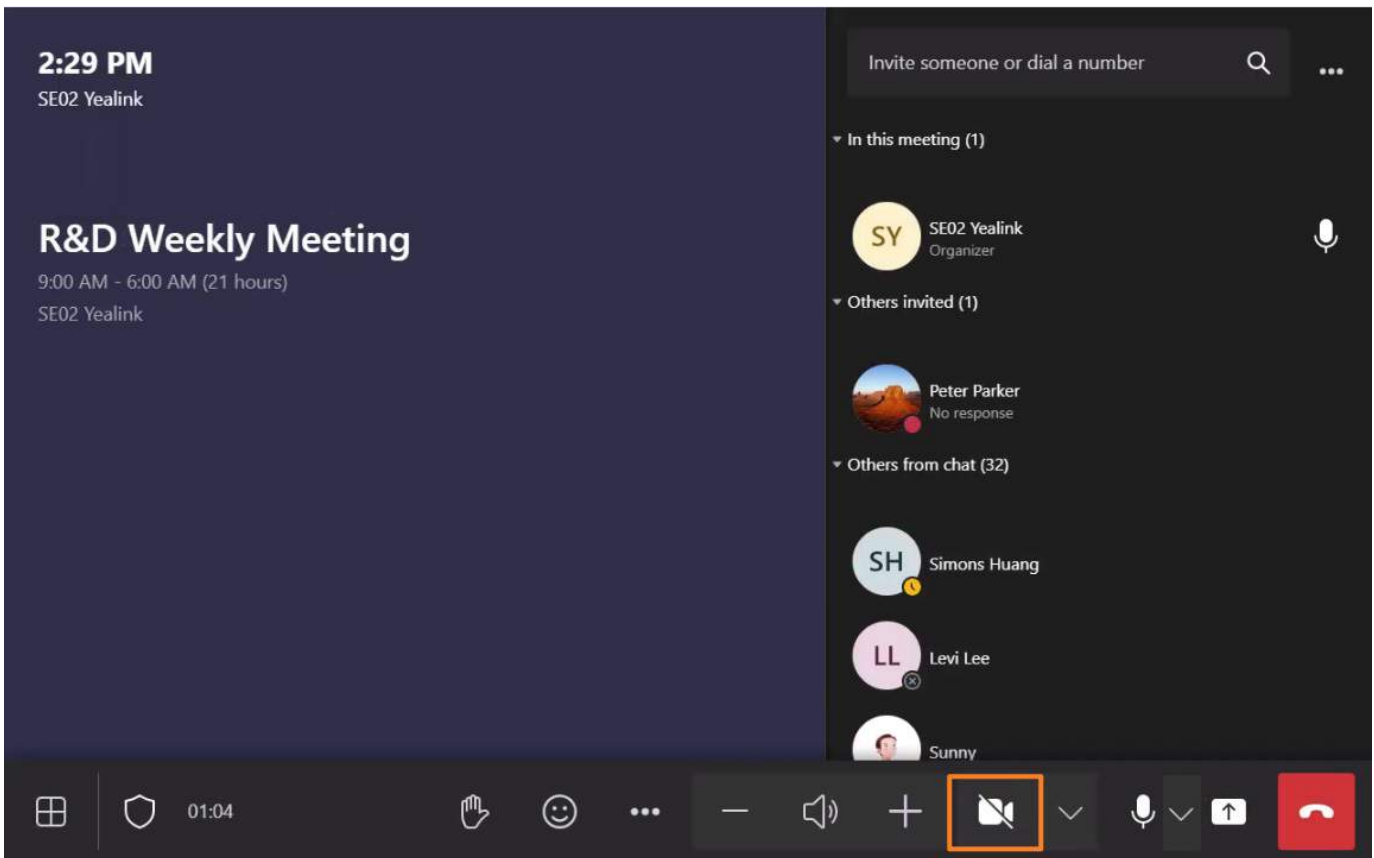 2:29 PM
SE02 Yealink
R&D Weekly Meeting
9:00 AM - 6:00 AM (21 hours)
SE02 Yealink
Invite someone or dial a number
In this meeting (1)
SY
SE02 Yealink
Organizer
Others invited (1)
Peter Parker
No response
Others from chat (32)
SH
Simons Huang
LL
Levi Lee
Sunny
01:04